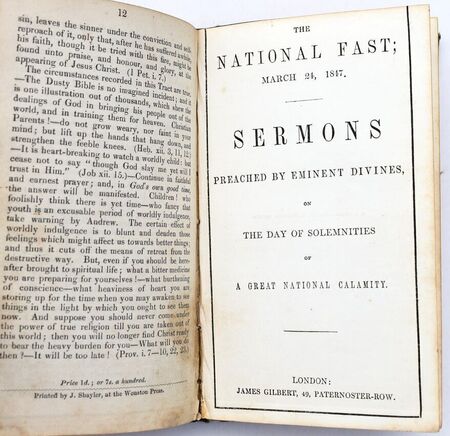 12
sin, leaves the sinner under the conviction and self-
reproach of it, only that, after he has suffered awhile,
his faith, though it be tried with this fire, might be
found unto praise, and honour, and glory, at the
appearing of Jesus Christ. (1 Pet. i. 7.)
The circumstances recorded in this Tract are true.
—The Dusty Bible is no imagined incident; and it
is one illustration out of thousands, which shew the
dealings of God in bringing his people out of the
world, and in training them for heaven. Christian
Parents!—do not grow weary, nor faint in your
mind; but lift up the hands that hang down, and
strengthen the feeble knees. (Heb. xii. 3, 11, 12.)
—It is heart-breaking to watch a worldly child: but
cease not to say "though God slay me yet will I
trust in Him." (Job xii. 15.)—Continue in faithful
and earnest prayer; and, in God's own good time,
the answer will be manifested. Children! who
foolishly think there is yet time—who fancy that
youth is an excusable period of worldly indulgence,
take warning by Andrew. The certain effect of
worldly indulgence is to blunt and deaden those
feelings which might affect us towards better things;
and thus it cuts off the means of retreat from the
destructive way. But, even if you should be here-
after brought to spiritual life; what a bitter medicine
you are preparing for yourselves!—what burthening
of conscience—what heaviness of heart you are
storing up for the time when you may awaken to see
things in the light by which you ought to see them
now. And suppose you should never come under
the power of true religion till you are taken out of
this world; then you will no longer find Christ ready
to bear the heavy burden for you—What will you do
then?—It will be too late! (Prov. i. 7—10, 22, 23.)
Price 1d.; or 7s. a hundred.
Printed by J. Shayler, at the Weuston Press.
THE
NATIONAL FAST;
MARCH 24, 1847.
SERMONS
PREACHED BY EMINENT DIVINES,
ON
THE DAY OF SOLEMNITIES
OF
A GREAT NATIONAL CALAMITY.
LONDON:
JAMES GILBERT, 49, PATERNOSTER-ROW.